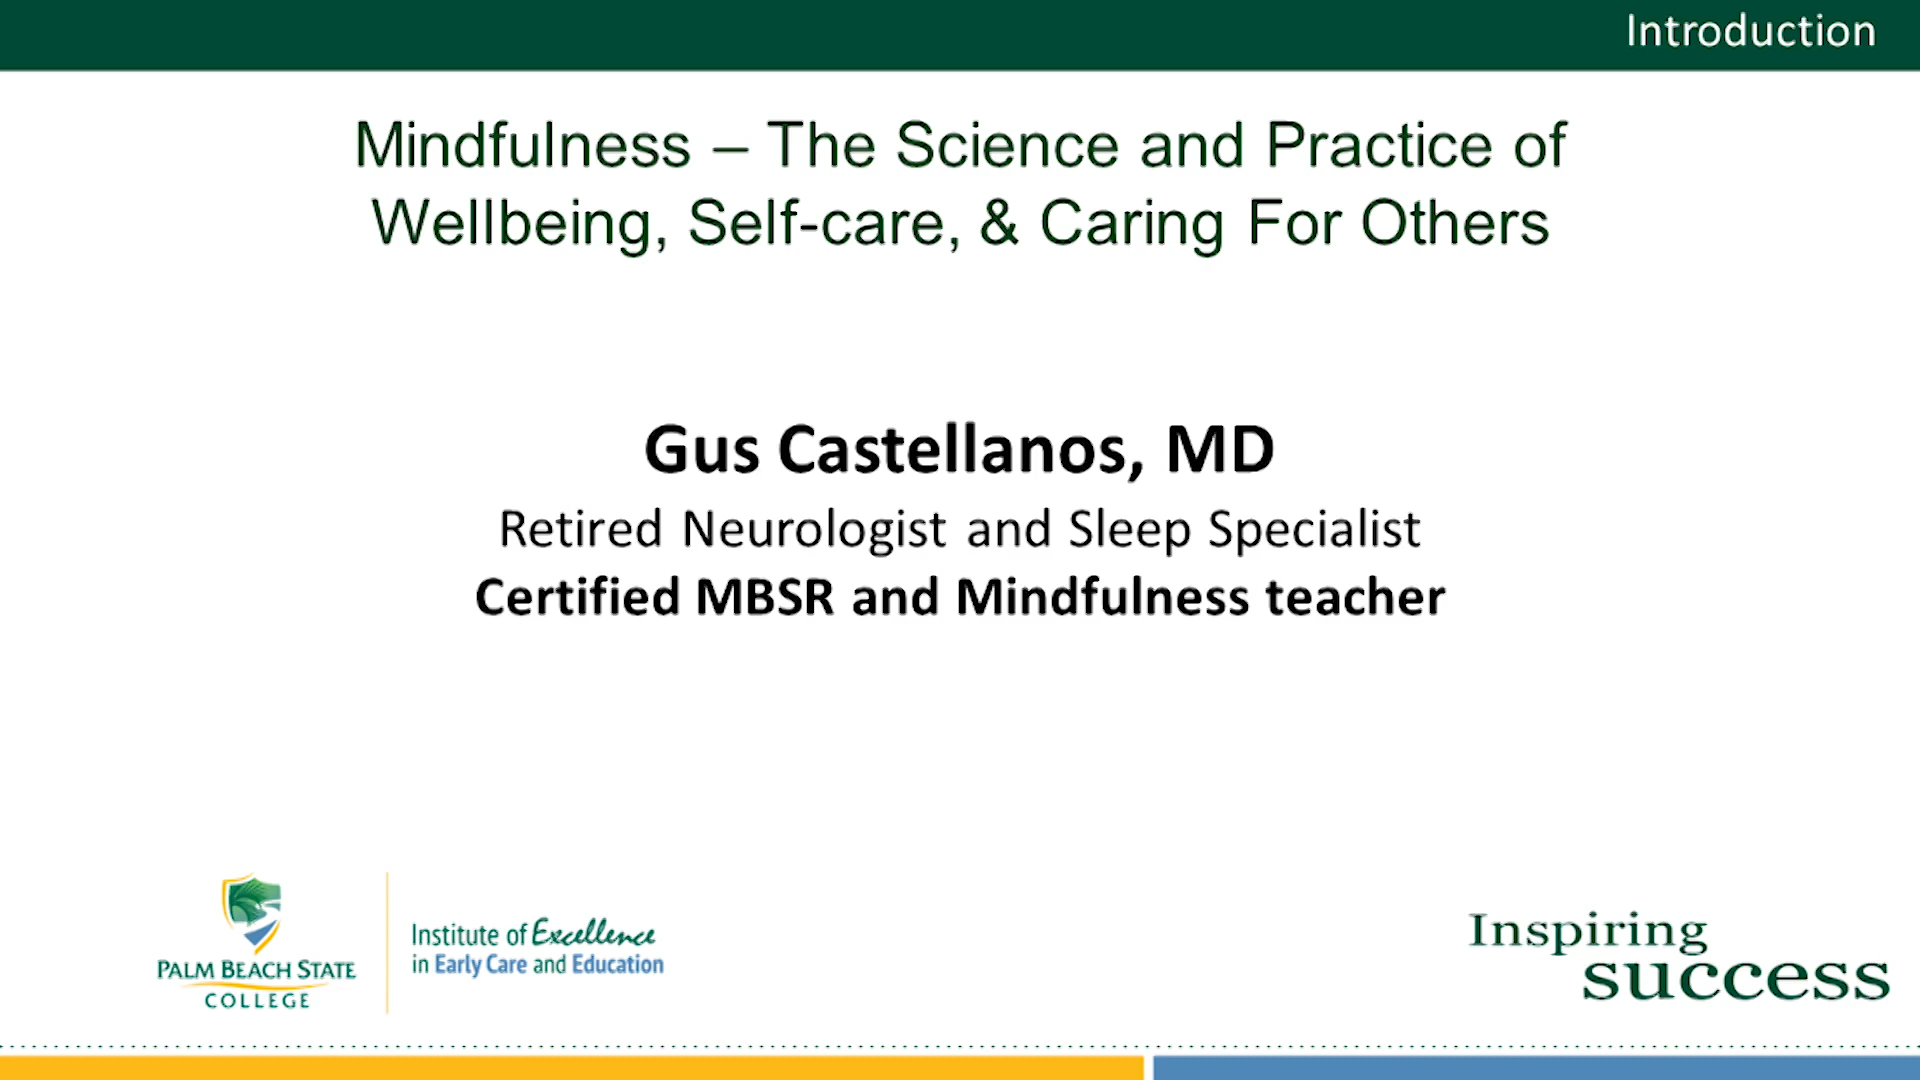 Introduction
Mindfulness – The Science and Practice of
Wellbeing, Self-care, & Caring For Others
Gus Castellanos, MD
Retired Neurologist and Sleep Specialist
Certified MBSR and Mindfulness teacher
PALM BEACH STATE
COLLEGE
Institute of Excellence
in Early Care and Education
Inspiring
success